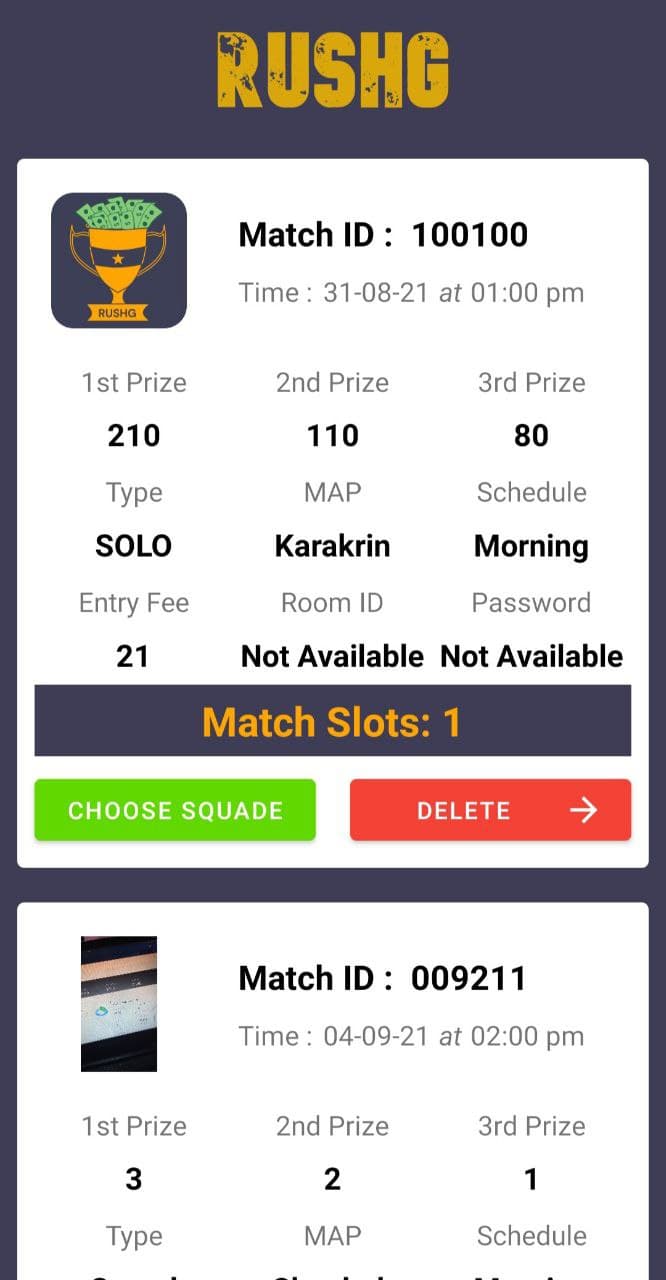 RUSHG
RUSHG
Match ID : 100100
Time : 31-08-21 at 01:00 pm
1st Prize 2nd Prize 3rd Prize
210 110 80
Type MAP Schedule
SOLO Karakrin Morning
Entry Fee Room ID Password
21 Not Available Not Available
Match Slots: 1
CHOOSE SQUADE DELETE
Match ID : 009211
Time : 04-09-21 at 02:00 pm
1st Prize 2nd Prize 3rd Prize
3 2 1
Type MAP Schedule